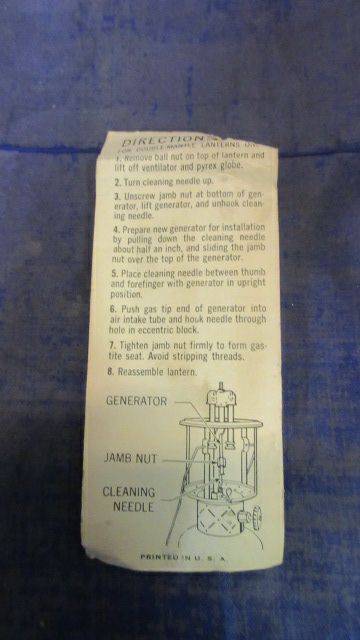 DIRECTIONS
FOR DOUBLE-MANTLE LANTERNS ONLY
1. Remove ball nut on top of lantern and
lift off ventilator and pyrex globe.
2. Turn cleaning needle up.
3. Unscrew jamb nut at bottom of gen-
erator, lift generator, and unhook clean-
ing needle.
4. Prepare new generator for installation
by pulling down the cleaning needle
about half an inch, and sliding the jamb
nut over the top of the generator.
5. Place cleaning needle between thumb
and forefinger with generator in upright
position.
6. Push gas tip end of generator into
air intake tube and hook needle through
hole in eccentric block.
7. Tighten jamb nut firmly to form gas-
tite seat. Avoid stripping threads.
8. Reassemble lantern.
GENERATOR
JAMB NUT
CLEANING
NEEDLE
PRINTED IN U. S. A.